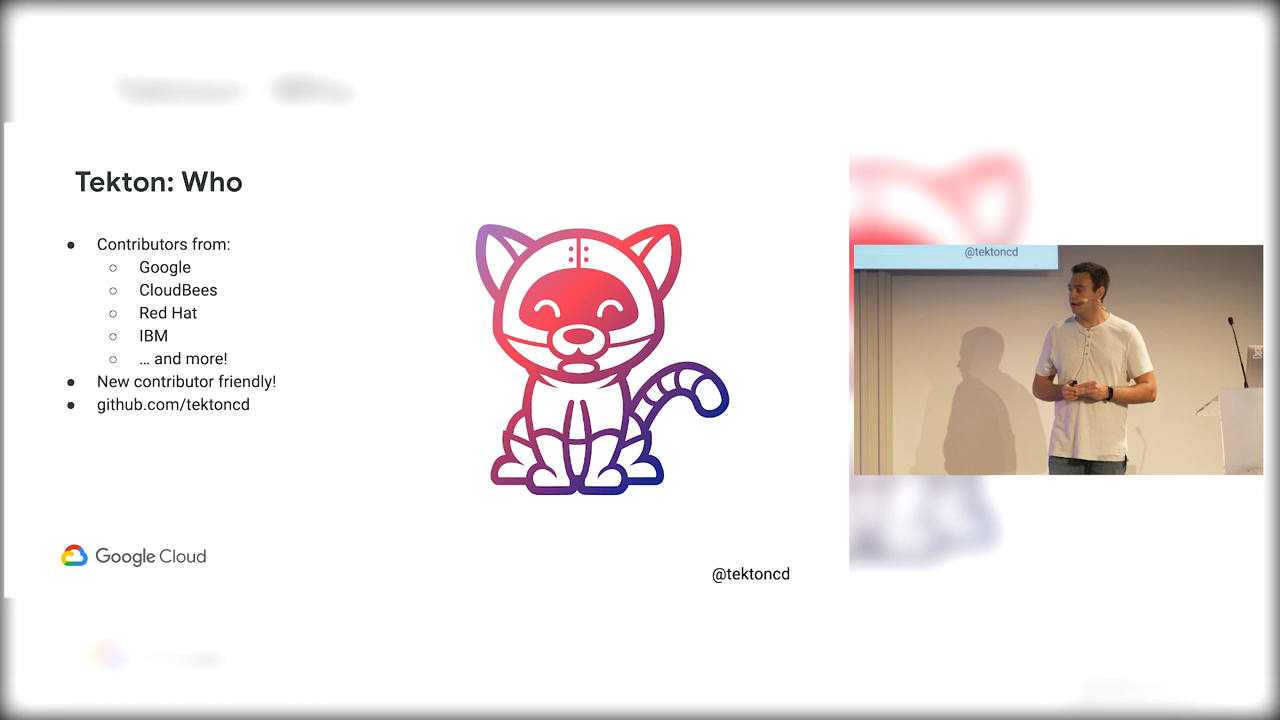 Tekton: Who
● Contributors from:
○ Google
○ CloudBees
○ Red Hat
○ IBM
○ … and more!
● New contributor friendly!
● github.com/tektoncd
Google Cloud
@tektoncd
@tektoncd